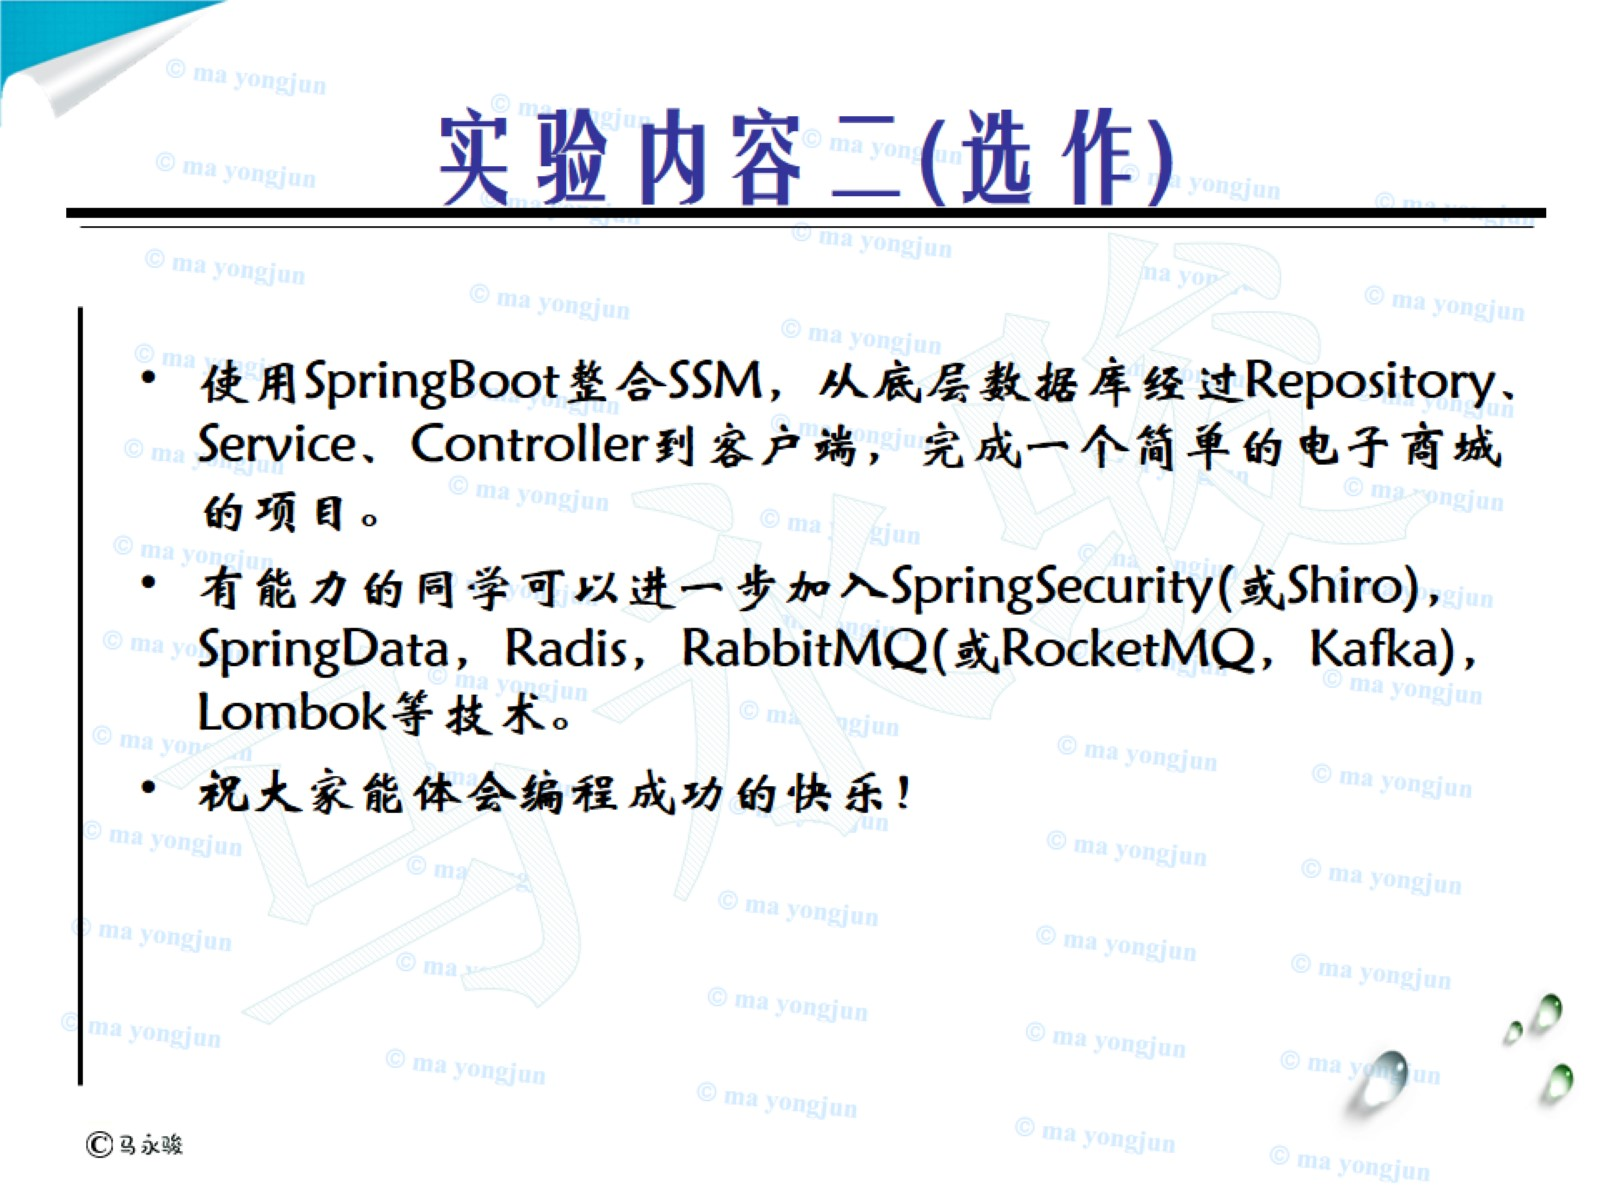 实验内容二(选作)
• 使用SpringBoot整合SSM，从底层数据库经过Repository、
Service、Controller到客户端，完成一个简单的电子商城
的项目。
• 有能力的同学可以进一步加入SpringSecurity(或Shiro)，
SpringData，Radis，RabbitMQ(或RocketMQ，Kafka)，
Lombok等技术。
• 祝大家能体会编程成功的快乐！
©马永骏
马永骏
© ma yongjun